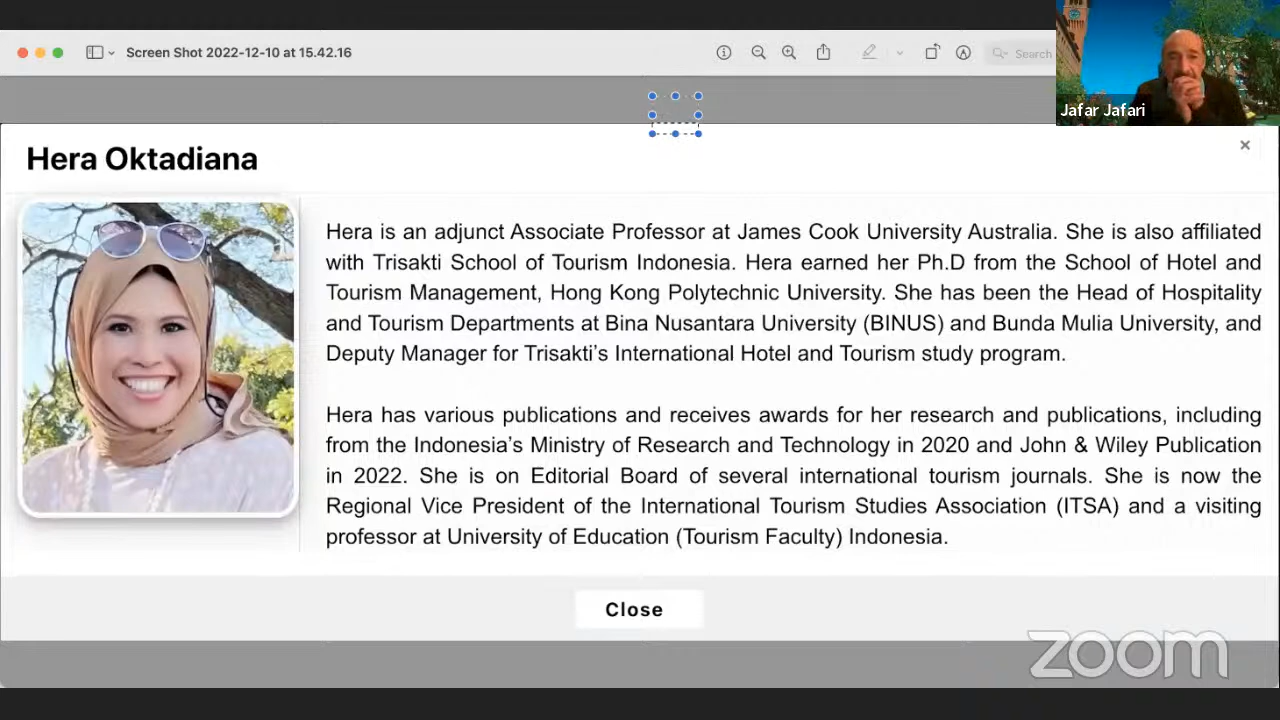 Screen Shot 2022-12-10 at 15.42.16
Search
Jafar Jafari
Hera Oktadiana
Hera is an adjunct Associate Professor at James Cook University Australia. She is also affiliated
with Trisakti School of Tourism Indonesia. Hera earned her Ph.D from the School of Hotel and
Tourism Management, Hong Kong Polytechnic University. She has been the Head of Hospitality
and Tourism Departments at Bina Nusantara University (BINUS) and Bunda Mulia University, and
Deputy Manager for Trisakti’s International Hotel and Tourism study program.
Hera has various publications and receives awards for her research and publications, including
from the Indonesia’s Ministry of Research and Technology in 2020 and John & Wiley Publication
in 2022. She is on Editorial Board of several international tourism journals. She is now the
Regional Vice President of the International Tourism Studies Association (ITSA) and a visiting
professor at University of Education (Tourism Faculty) Indonesia.
Close
zoom